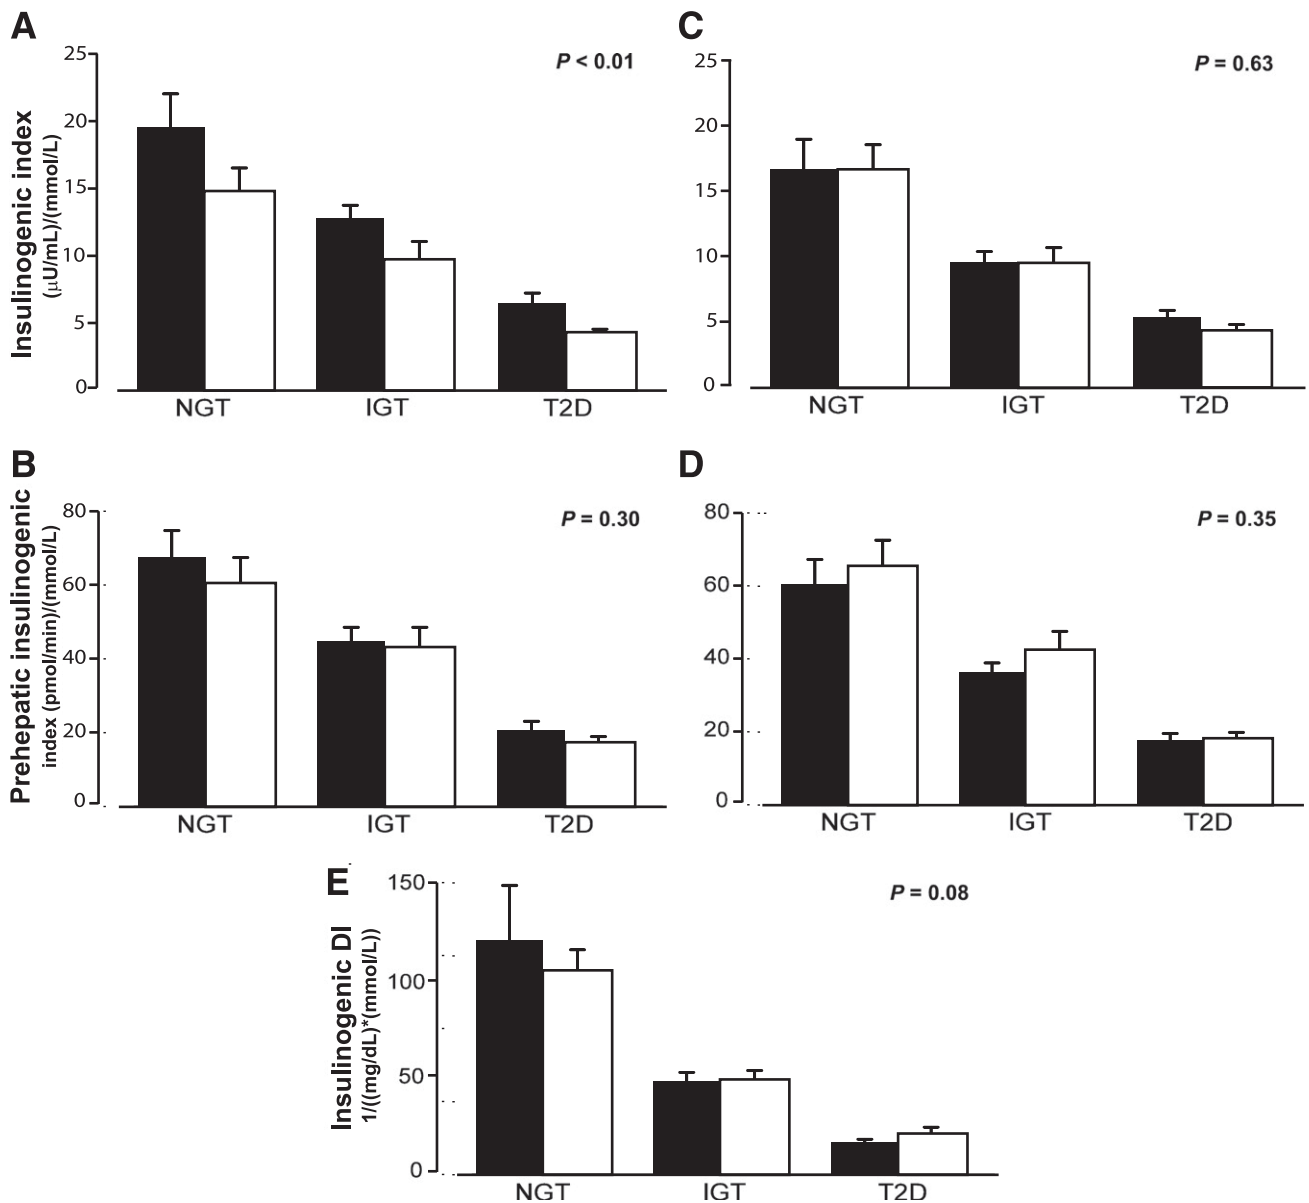 A
Insulinogenic index
(μU/mL)/(mmol/L)
25
20
15
10
5
0
P < 0.01
NGT IGT T2D
C
25
20
15
10
5
0
P = 0.63
NGT IGT T2D
B
Prehepatic insulinogenic
index (pmol/min)/(mmol/L)
80
60
40
20
0
P = 0.30
NGT IGT T2D
D
80
60
40
20
0
P = 0.35
NGT IGT T2D
E
Insulinogenic DI
1/((mg/dL)*(mmol/L))
150
100
50
0
P = 0.08
NGT IGT T2D